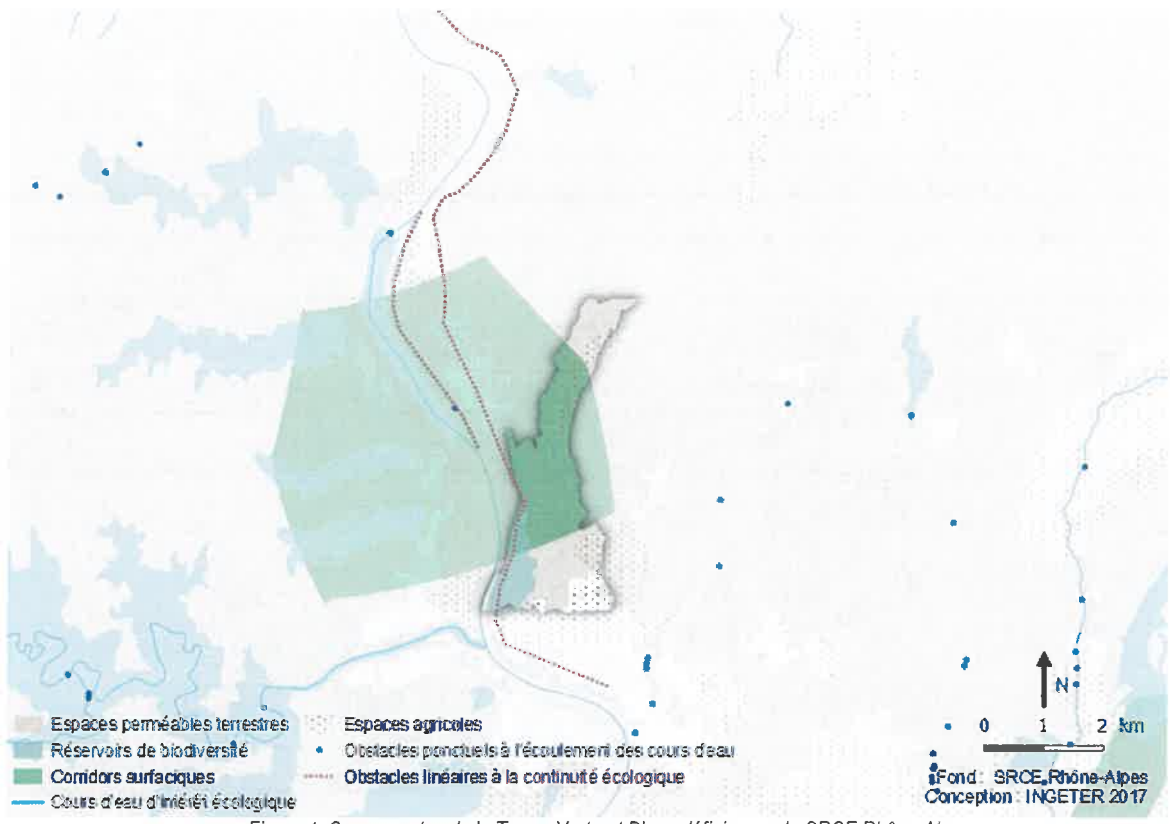 Espaces perméables terrestres
Réservoirs de biodiversité
Corridors surfaciques
Cours d'eau d'intérêt écologique
Espaces agricoles
Obstacles ponctuels à l'écoulement des cours d'eau
Obstacles linéaires à la continuité écologique
N
0 1 2 km
Fond : SRCE Rhône-Alpes
Conception : INGETER 2017